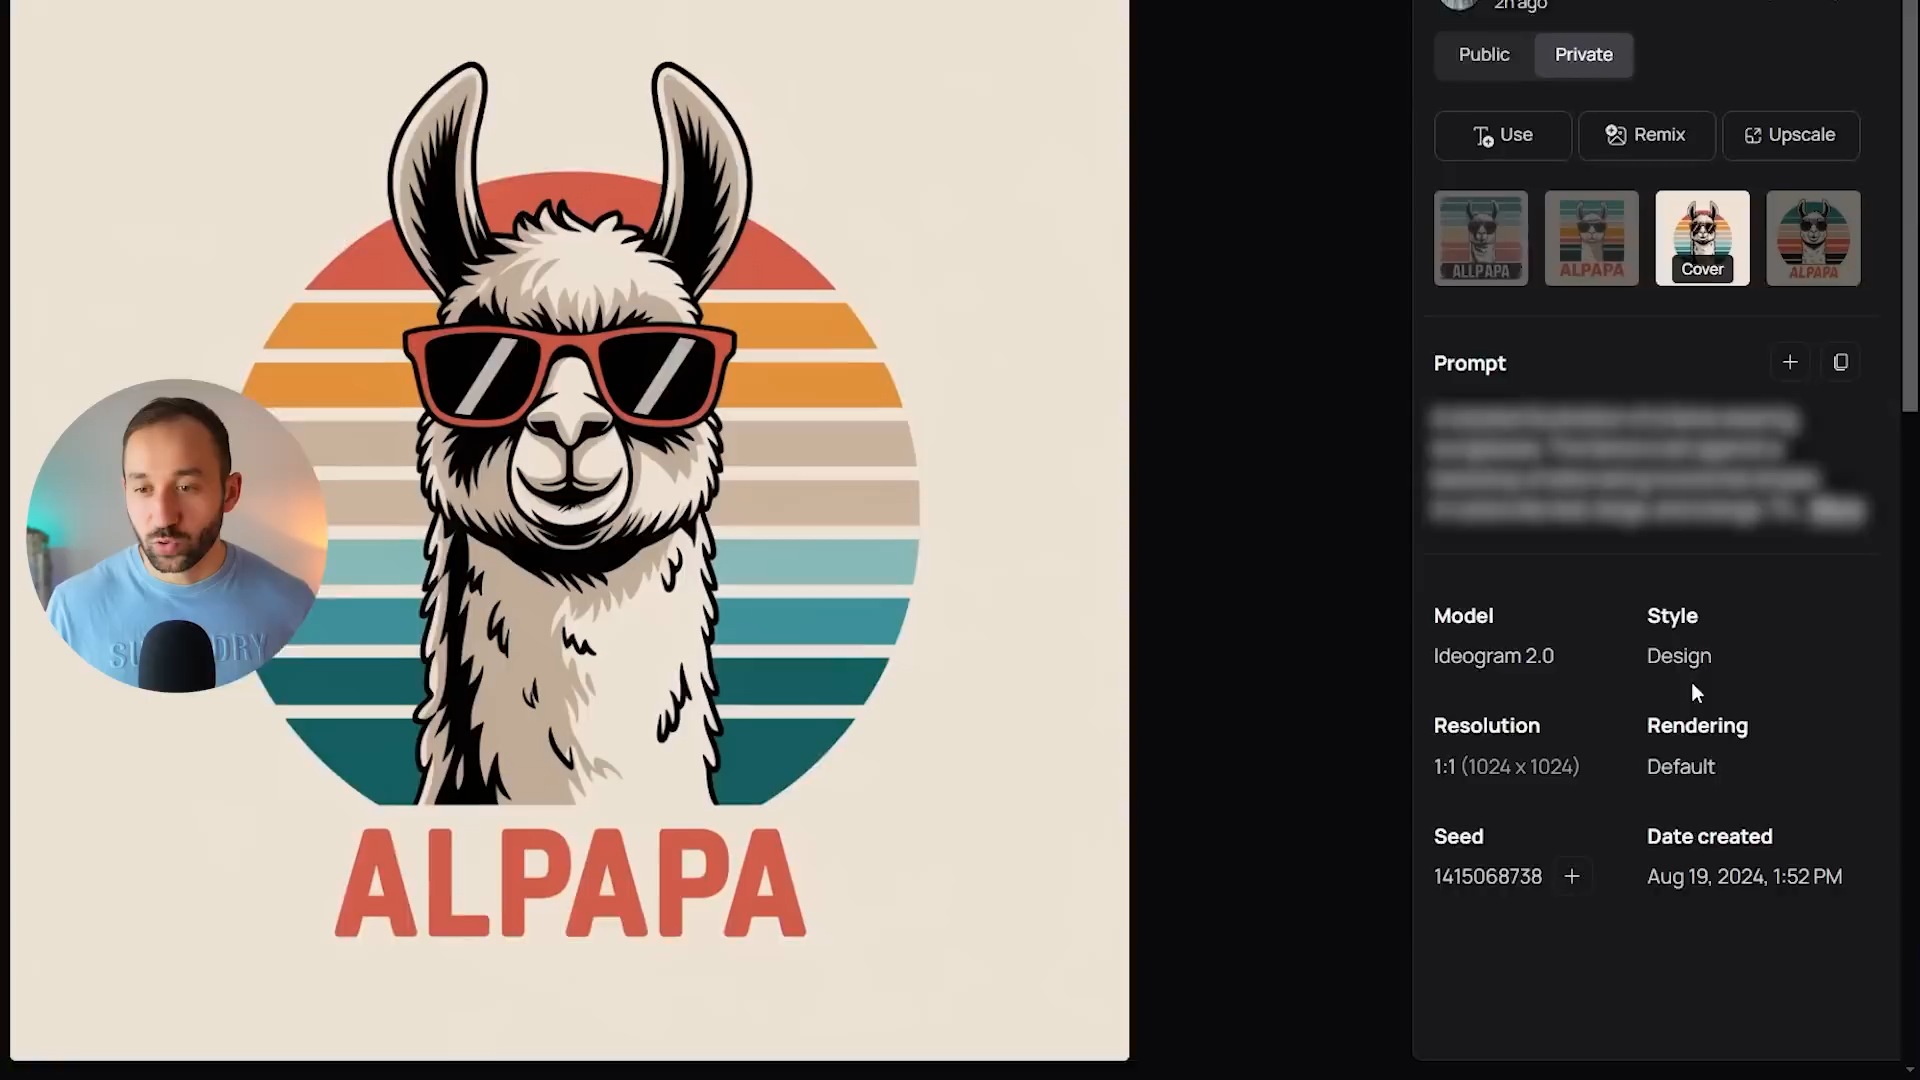 2h ago
Public
Private
Use
Remix
Upscale
ALLPAPA
ALPAPA
Cover
ALPAPA
Prompt
Model
Style
Ideogram 2.0
Design
Resolution
Rendering
1:1 (1024 x 1024)
Default
Seed
Date created
1415068738
Aug 19, 2024, 1:52 PM
ALPAPA